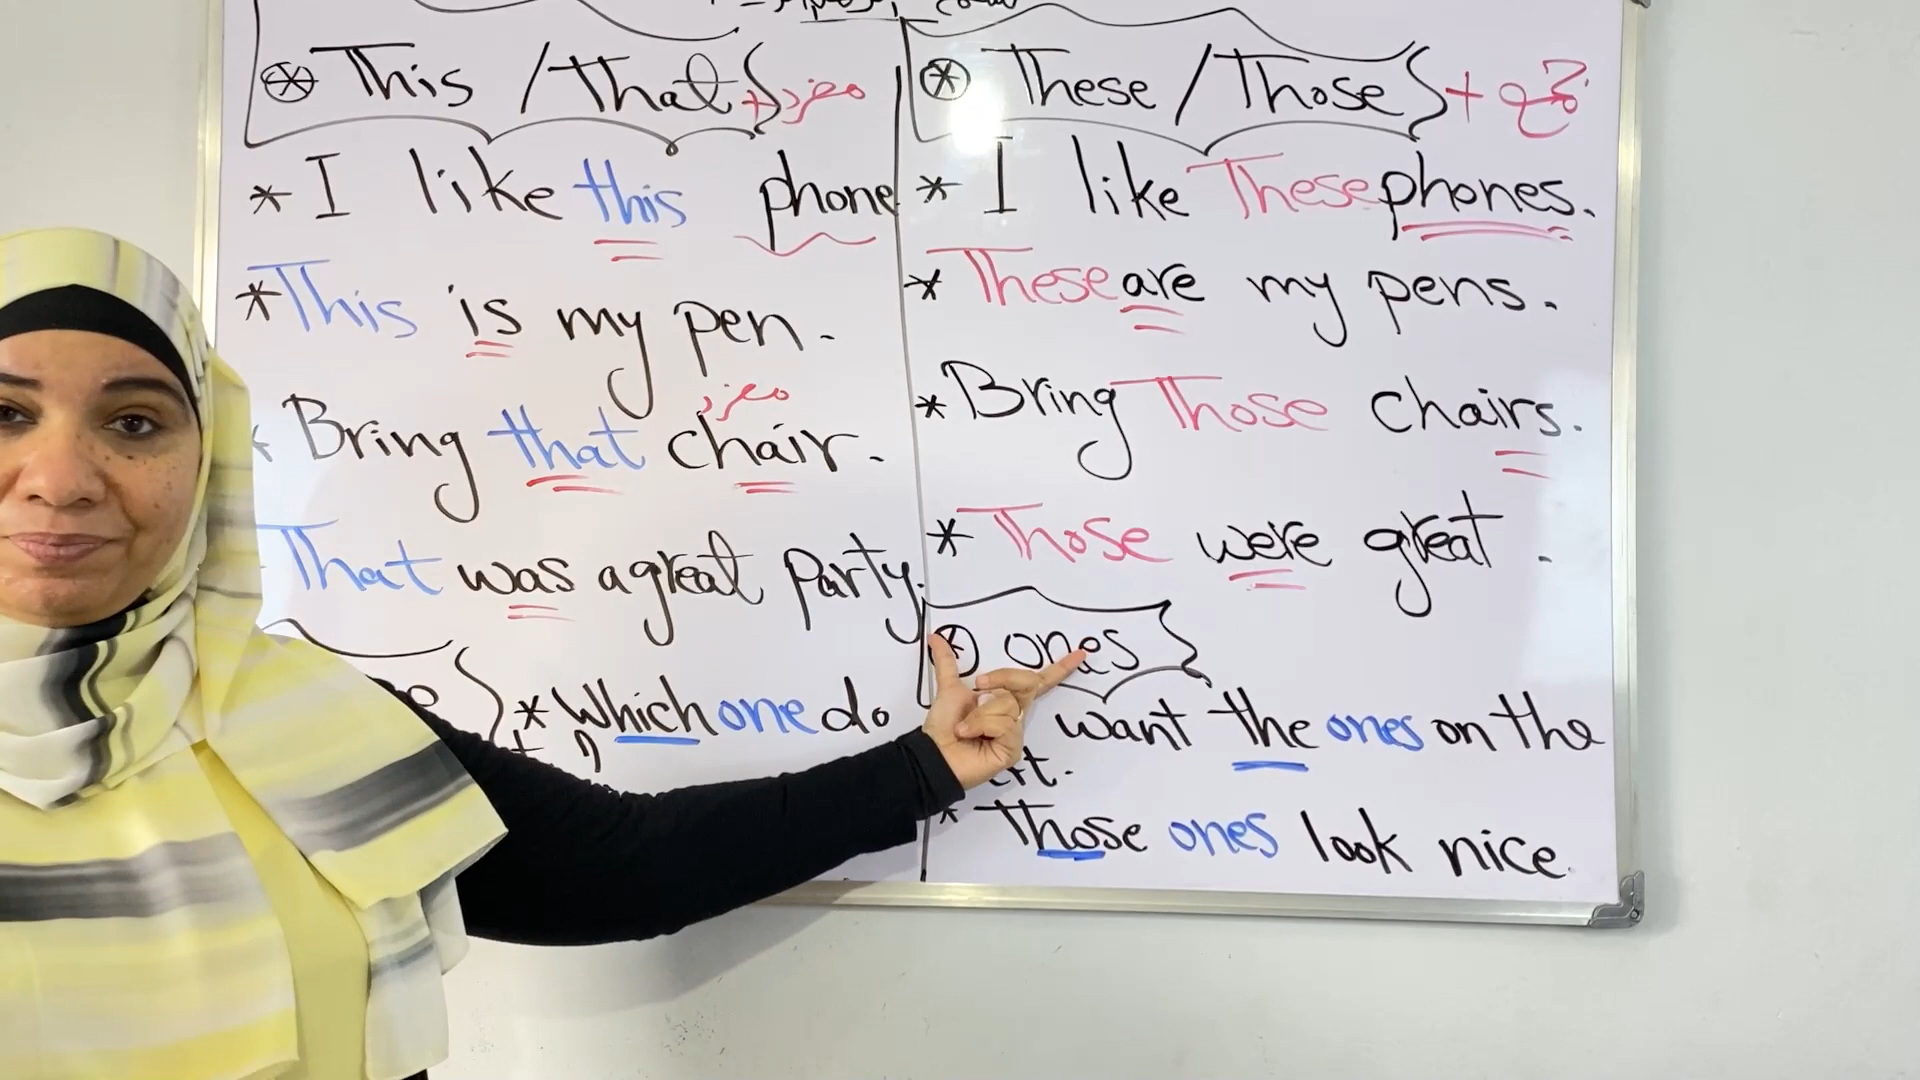 ⊛ This / That + مفرد
* I like this phone
* This is my pen.
مفرد
* Bring that chair.
That was a great party.
* Which one do
⊛ These / Those + جمع
* I like These phones.
* These are my pens.
* Bring Those chairs.
* Those were great.
⊛ ones
want the ones on the
* Those ones look nice.